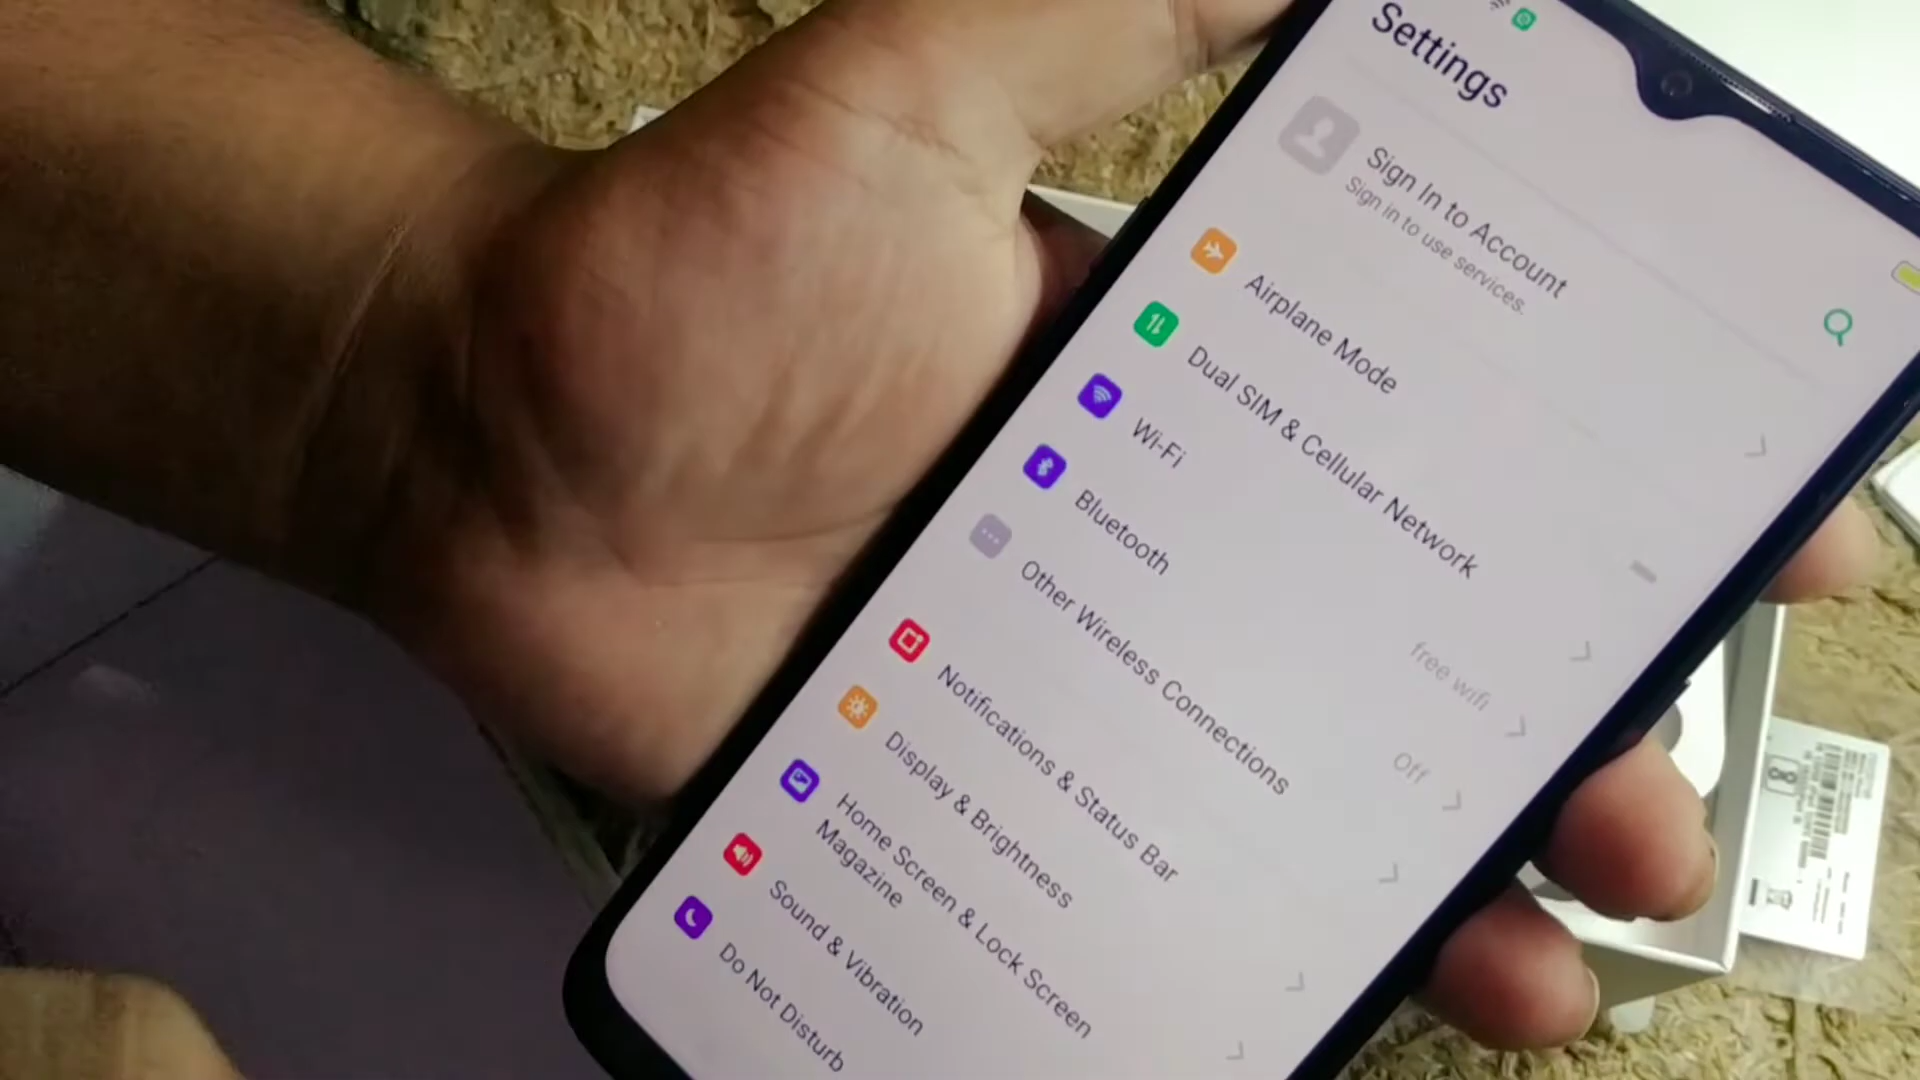 Settings
Sign In to Account
Sign in to use services.
Airplane Mode
Dual SIM & Cellular Network
Wi-Fi
free wifi
Bluetooth
Off
Other Wireless Connections
Notifications & Status Bar
Display & Brightness
Home Screen & Lock Screen
Magazine
Sound & Vibration
Do Not Disturb